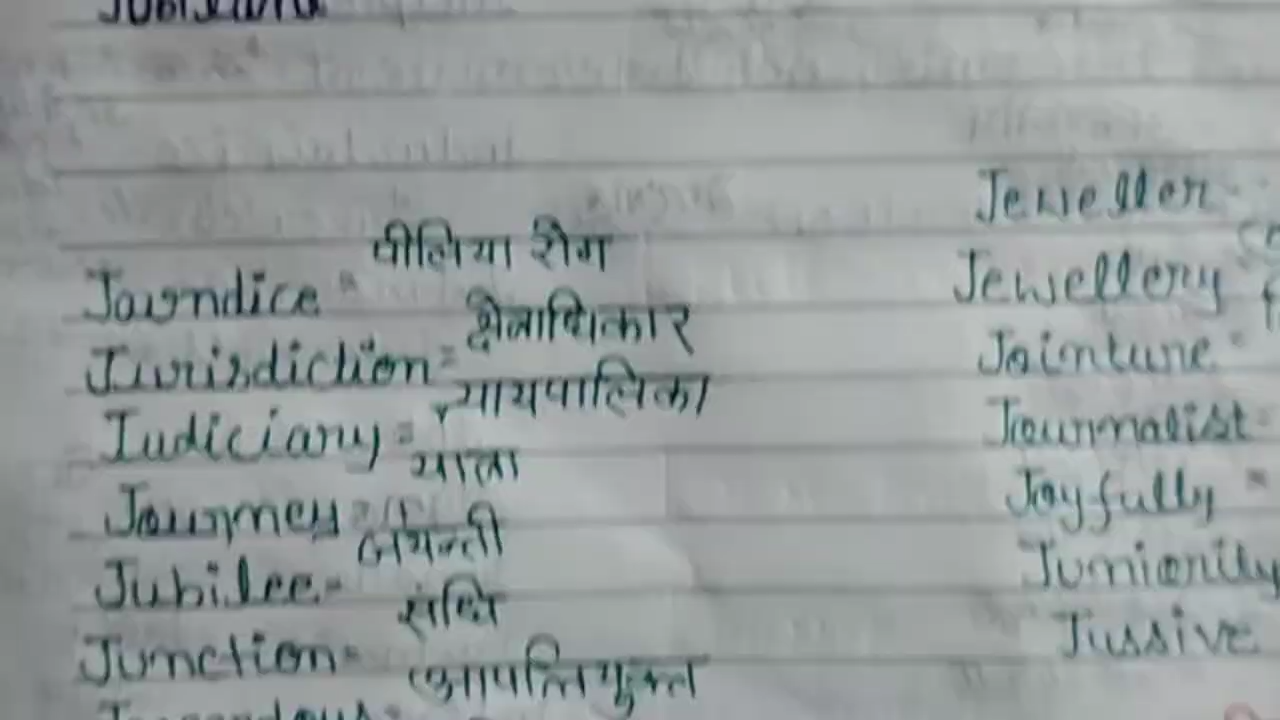 पीलिया रोग
Jaundice =
क्षेत्राधिकार
Jurisdiction =
न्यायपालिका
Judiciary =
यात्रा
Journey =
जयन्ती
Jubilee =
संधि
Junction =
आपत्तियुक्त
Jeweller
Jewellery
Jointure =
Journalist
Joyfully =
Juniority
Jussive